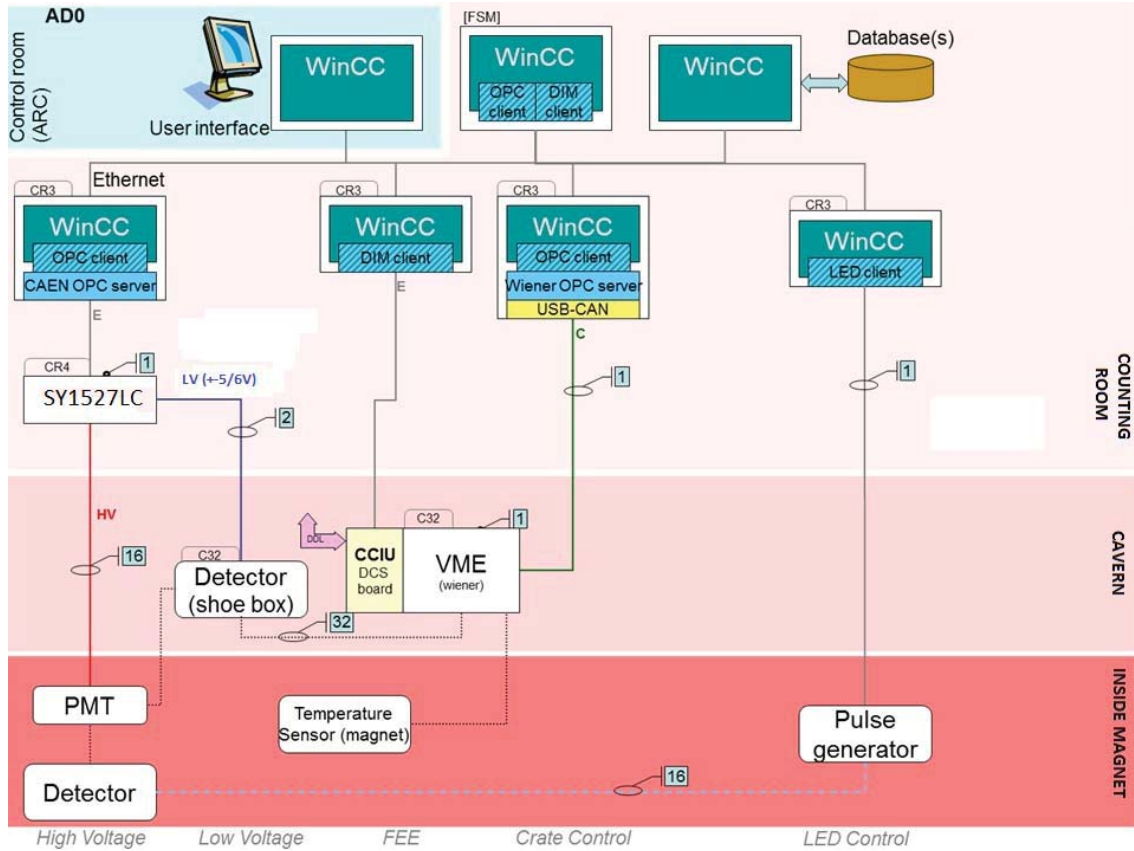 AD0
Control room
(ARC)
User interface
WinCC
[FSM]
WinCC
OPC client
DIM client
WinCC
Database(s)
Ethernet
CR3
WinCC
OPC client
CAEN OPC server
E
CR3
WinCC
DIM client
E
CR3
WinCC
OPC client
Wiener OPC server
USB-CAN
C
CR3
WinCC
LED client
CR4
1
SY1527LC
LV (+-5/6V)
2
1
1
COUNTING
ROOM
HV
16
C32
Detector
(shoe box)
DDL
CCIU
DCS
board
C32
1
VME
(wiener)
32
CAVERN
PMT
Temperature
Sensor (magnet)
Pulse
generator
Detector
16
INSIDE MAGNET
High Voltage
Low Voltage
FEE
Crate Control
LED Control